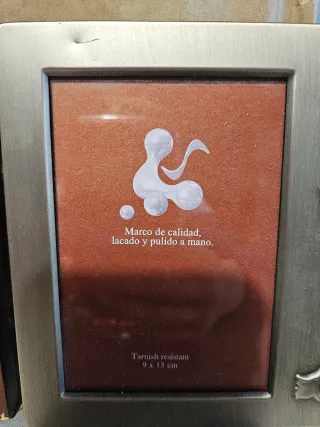 Marco de calidad,
lacado y pulido a mano.
Tarnish resistant
9 x 13 cm